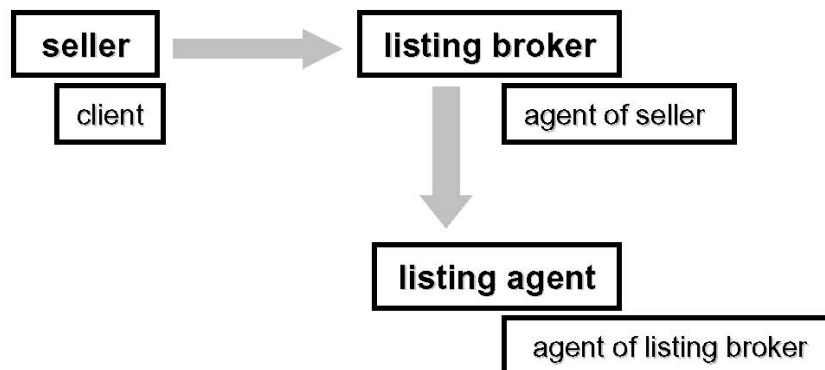 seller
listing broker
client
agent of seller
listing agent
agent of listing broker